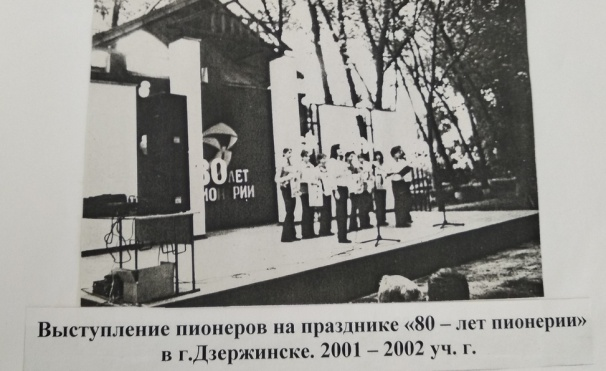 80 ЛЕТ
ПИОНЕРИИ
Выступление пионеров на празднике «80 – лет пионерии»
в г.Дзержинске. 2001 – 2002 уч. г.